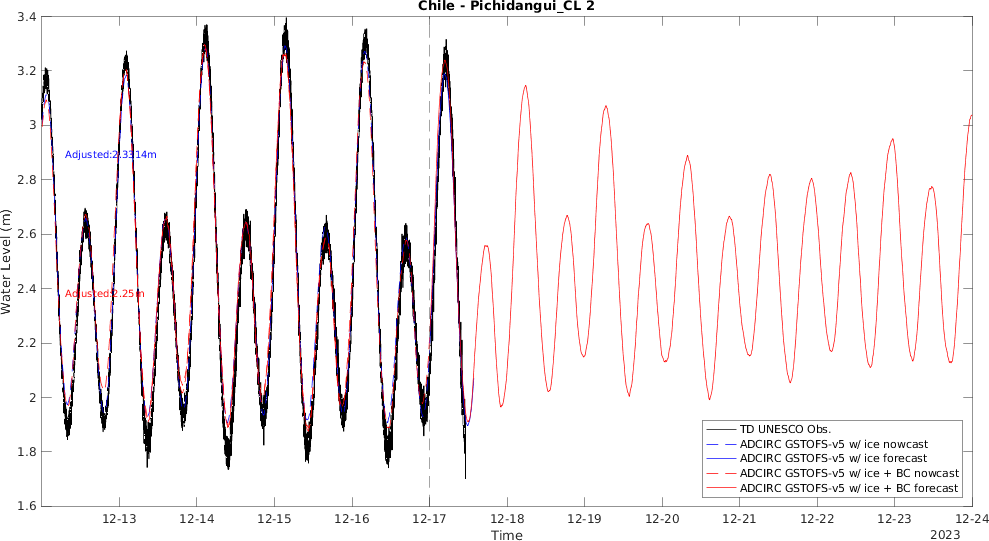 Chile - Pichidangui_CL 2
3.4
3.2
3
2.8
2.6
2.4
2.2
2
1.8
1.6
Water Level (m)
Adjusted:2.3314m
Adjusted:2.25m
TD UNESCO Obs.
ADCIRC GSTOFS-v5 w/ ice nowcast
ADCIRC GSTOFS-v5 w/ ice forecast
ADCIRC GSTOFS-v5 w/ ice + BC nowcast
ADCIRC GSTOFS-v5 w/ ice + BC forecast
12-13 12-14 12-15 12-16 12-17 12-18 12-19 12-20 12-21 12-22 12-23 12-24
Time
2023